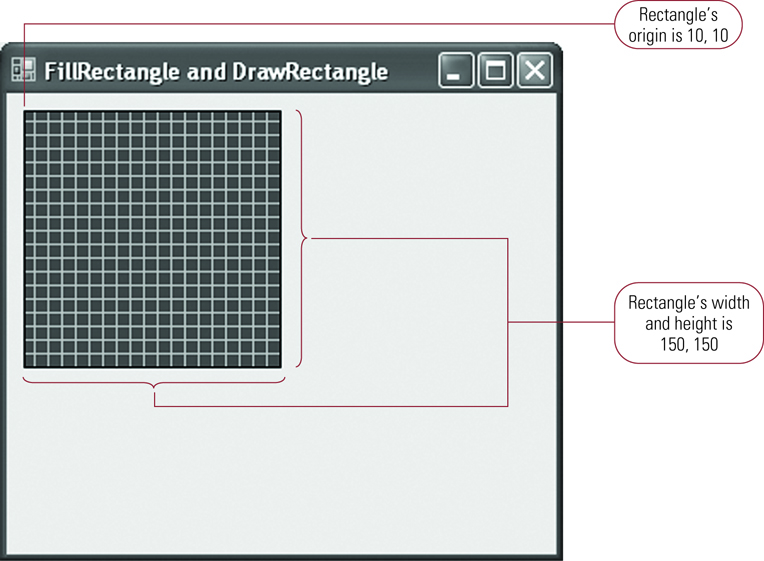 Rectangle's
origin is 10, 10
FillRectangle and DrawRectangle
Rectangle's width
and height is
150, 150